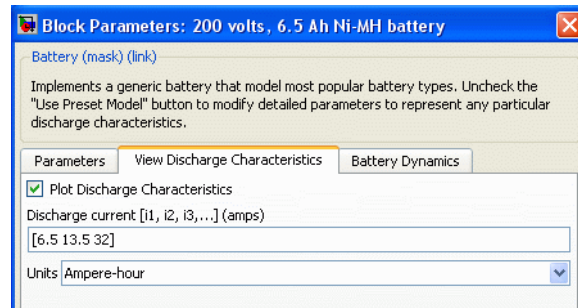 Block Parameters: 200 volts, 6.5 Ah Ni-MH battery
Battery (mask) (link)
Implements a generic battery that model most popular battery types. Uncheck the
"Use Preset Model" button to modify detailed parameters to represent any particular
discharge characteristics.
Parameters View Discharge Characteristics Battery Dynamics
Plot Discharge Characteristics
Discharge current [i1, i2, i3,...] (amps)
[6.5 13.5 32]
Units Ampere-hour